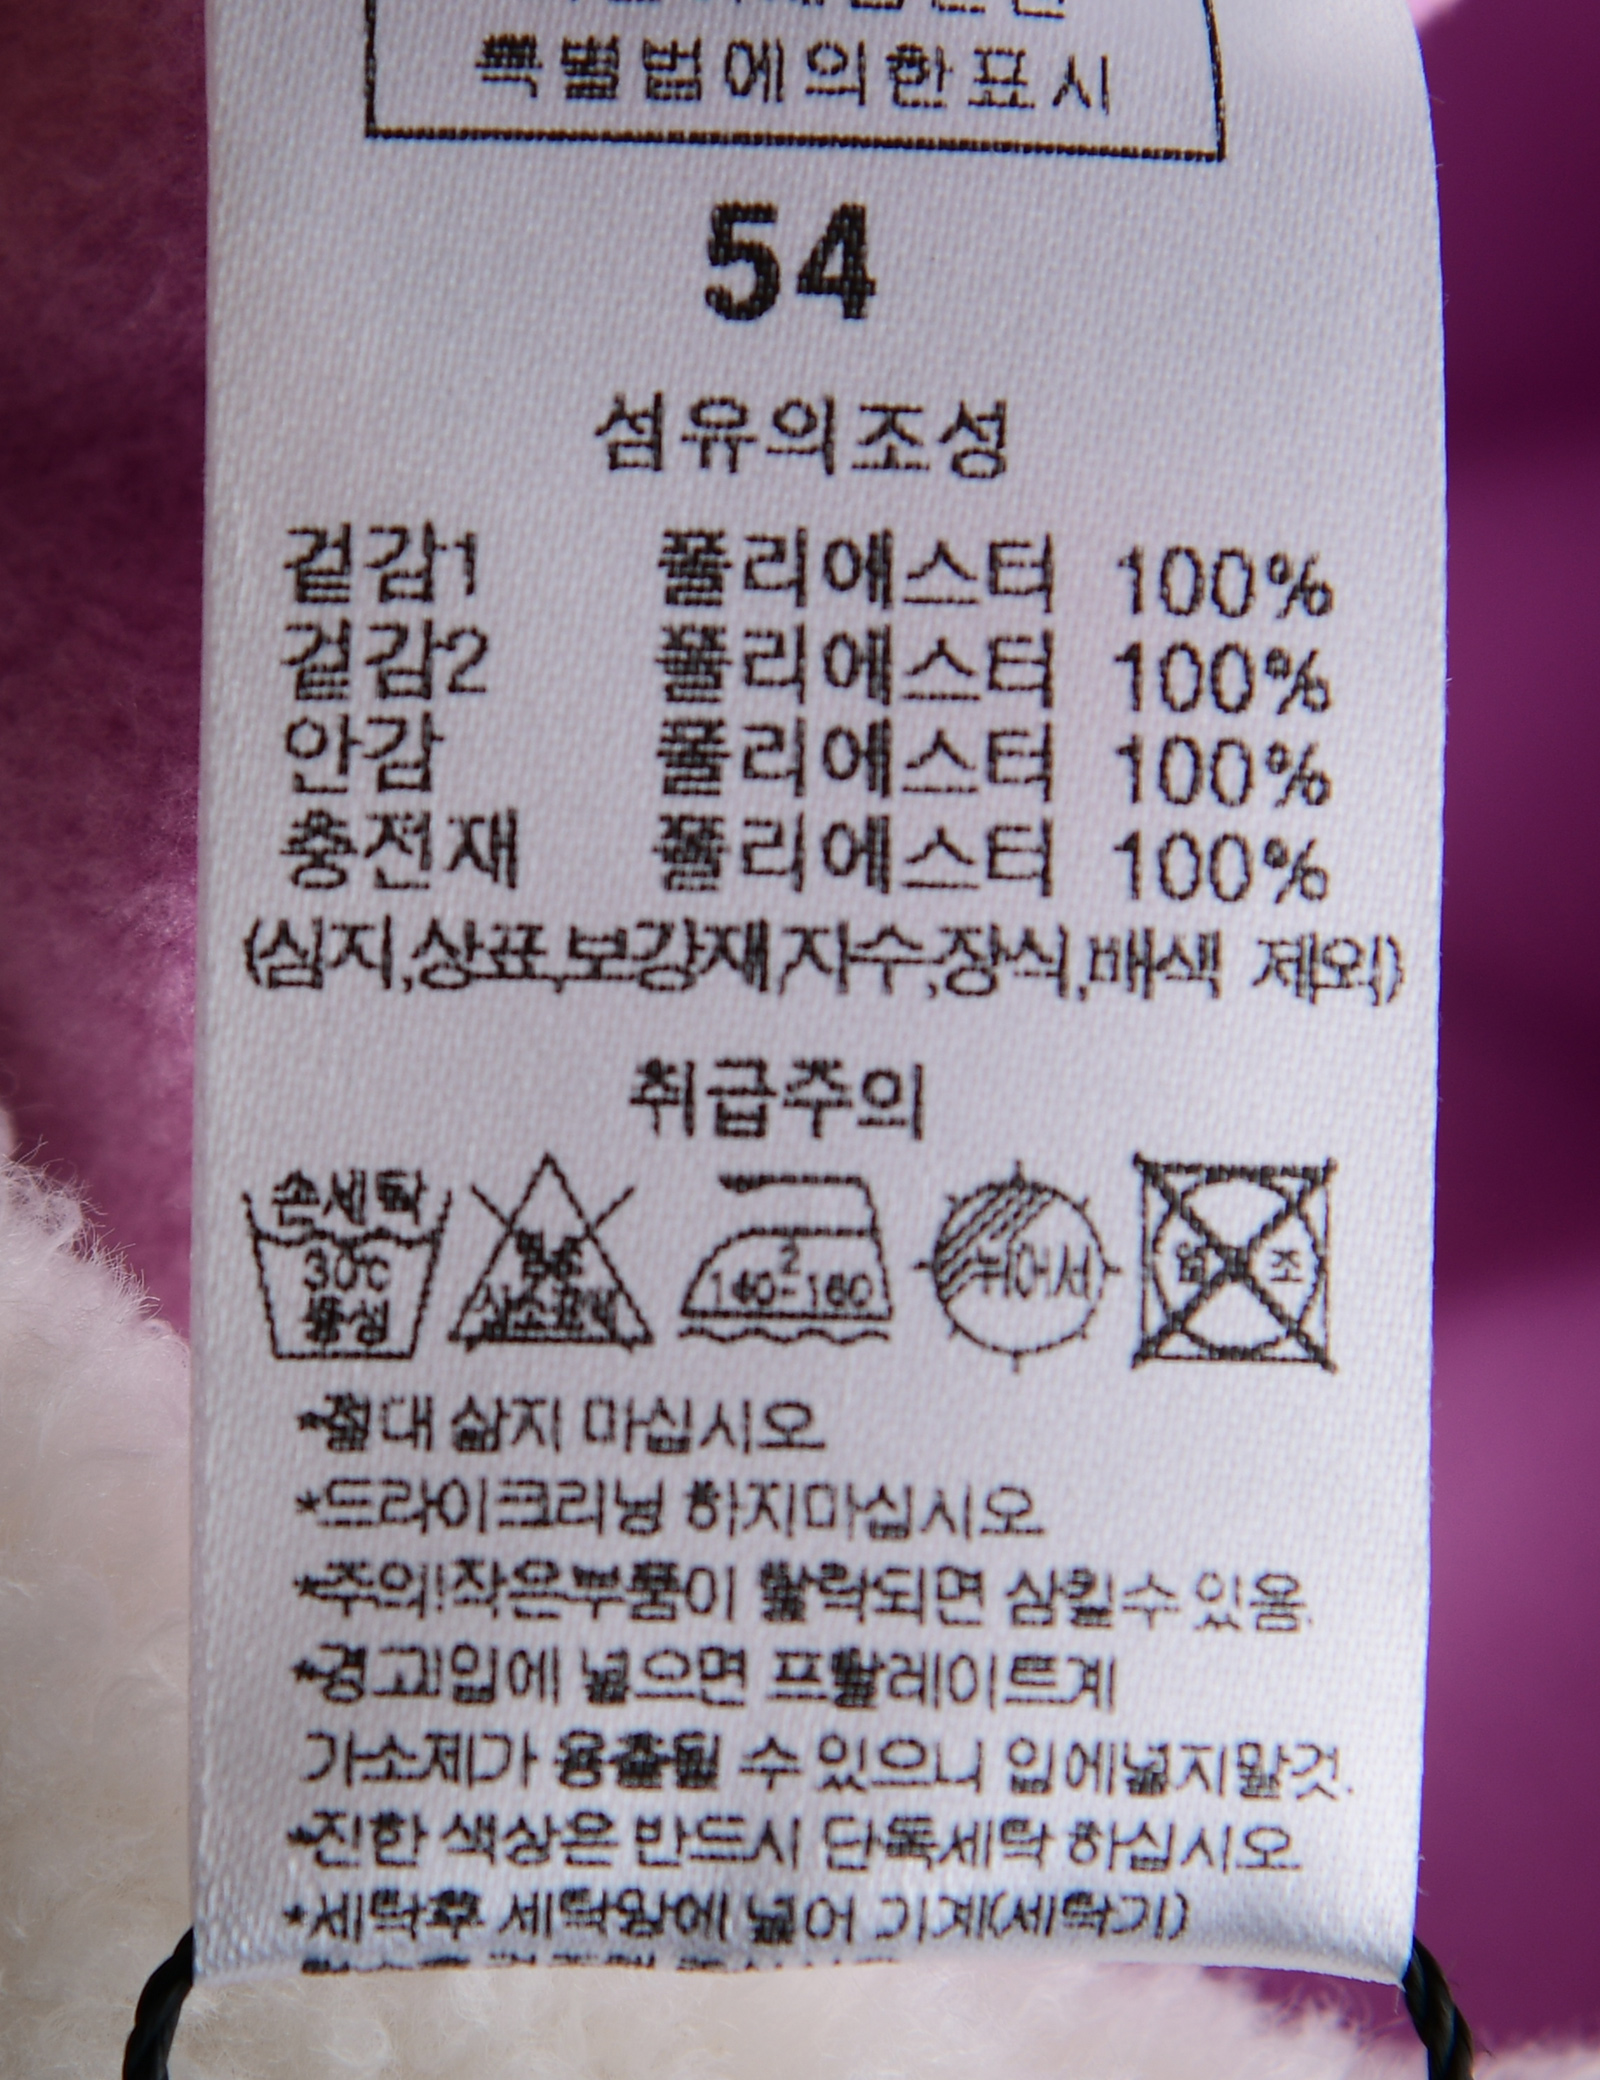 특별법에의한표시
54
섬유의조성
겉감1 폴리에스터 100%
겉감2 폴리에스터 100%
안감 폴리에스터 100%
충전재 폴리에스터 100%
(심지,상표,보강재,자수,장식,배색 제외)
취급주의
손세탁
30℃
중성
염소
산소표백
2
140-160
뉘어서
조
*절대 삶지 마십시오
*드라이크리닝 하지마십시오
*주의!작은부품이 탈락되면 삼킬수 있음.
*경고!입에 넣으면 프탈레이트계
가소제가 용출될 수 있으니 입에넣지말것.
*진한 색상은 반드시 단독세탁 하십시오
*세탁후 세탁망에 넣어 기계(세탁기)